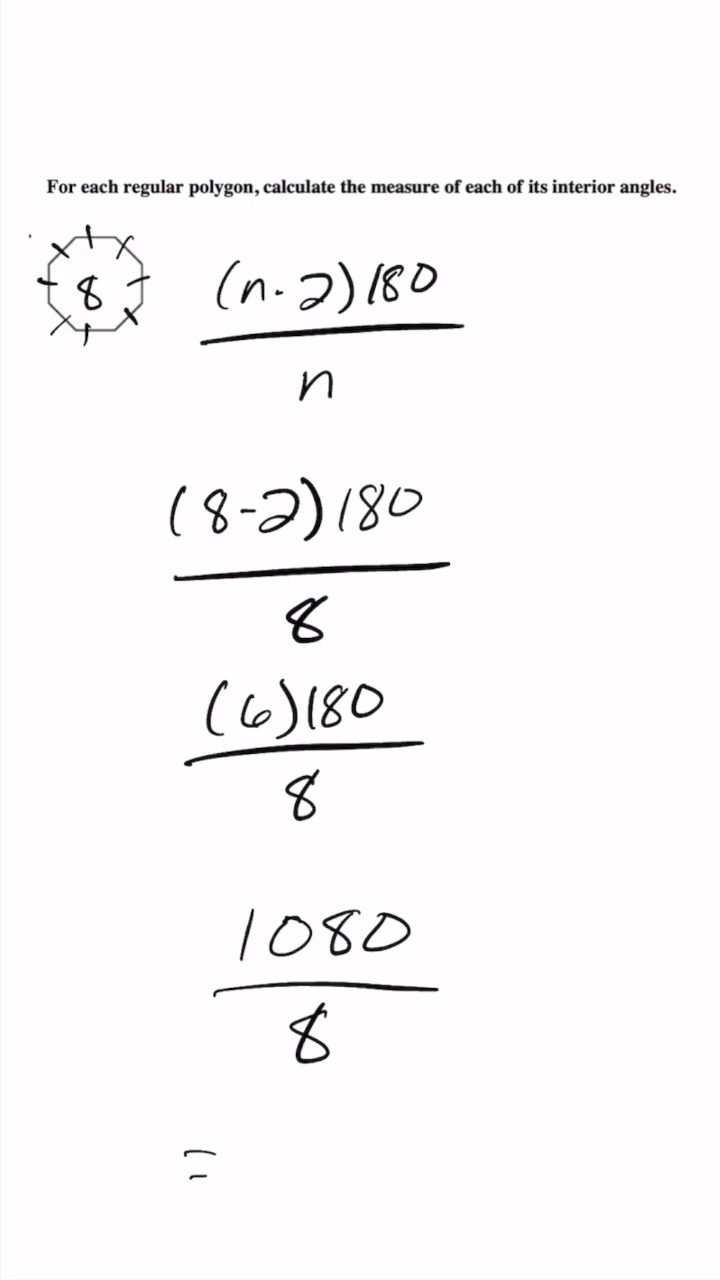 For each regular polygon, calculate the measure of each of its interior angles.
8
(n-2)180
n
(8-2)180
8
(6)180
8
1080
8
=